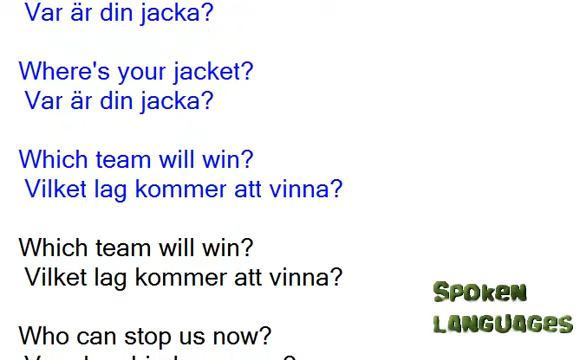 Var är din jacka?
Where's your jacket?
Var är din jacka?
Which team will win?
Vilket lag kommer att vinna?
Which team will win?
Vilket lag kommer att vinna?
Who can stop us now?
SPOKEN
LANGUAGES